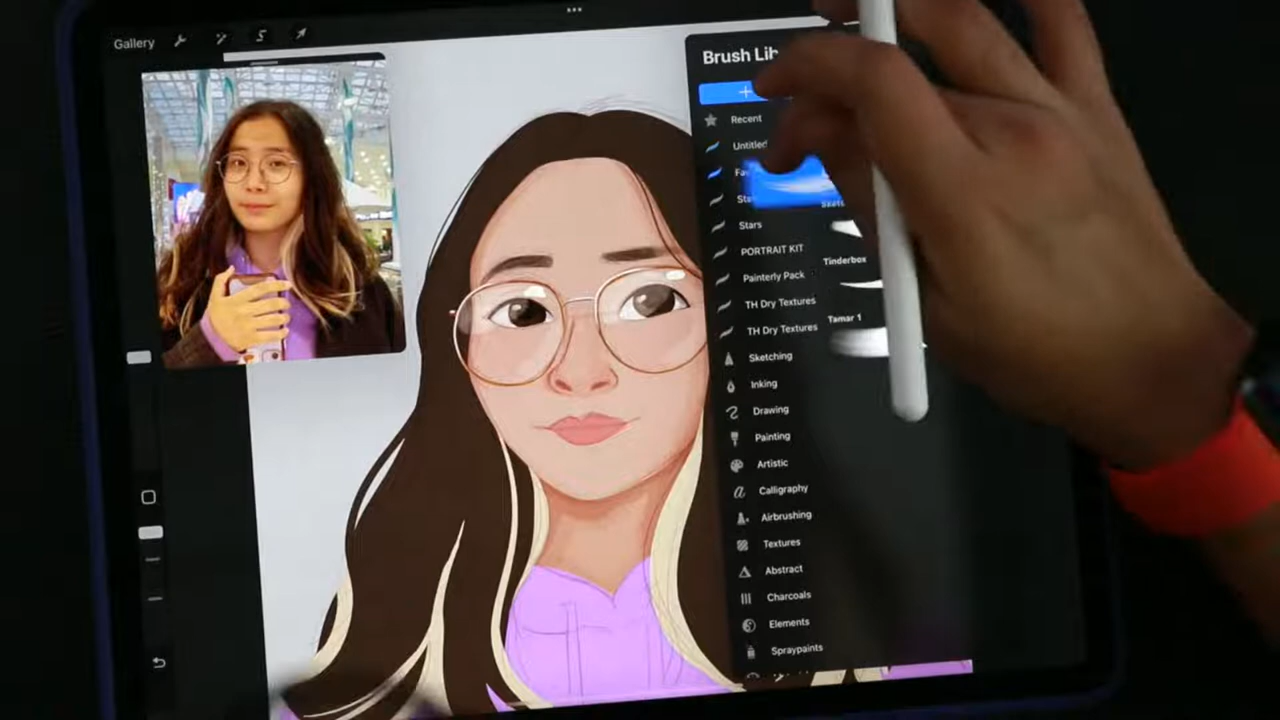 Gallery
Brush Lib
Recent
Untitled
Stars
PORTRAIT KIT
Tinderbox
Painterly Pack
TH Dry Textures
Tamar 1
TH Dry Textures
Sketching
Inking
Drawing
Painting
Artistic
Calligraphy
Airbrushing
Textures
Abstract
Charcoals
Elements
Spraypaints